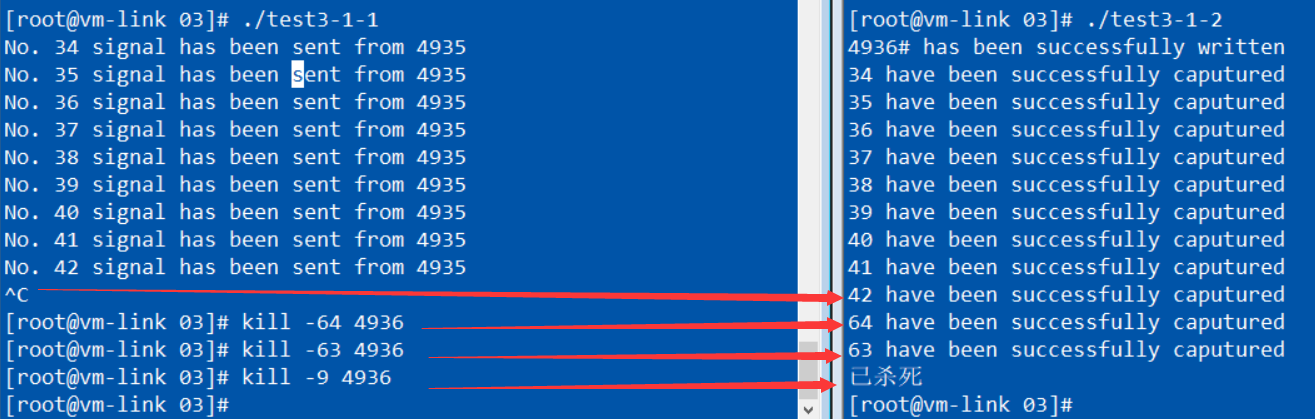 [root@vm-link 03]# ./test3-1-1
No. 34 signal has been sent from 4935
No. 35 signal has been sent from 4935
No. 36 signal has been sent from 4935
No. 37 signal has been sent from 4935
No. 38 signal has been sent from 4935
No. 39 signal has been sent from 4935
No. 40 signal has been sent from 4935
No. 41 signal has been sent from 4935
No. 42 signal has been sent from 4935
^C
[root@vm-link 03]# kill -64 4936
[root@vm-link 03]# kill -63 4936
[root@vm-link 03]# kill -9 4936
[root@vm-link 03]#
[root@vm-link 03]# ./test3-1-2
4936# has been successfully written
34 have been successfully caputured
35 have been successfully caputured
36 have been successfully caputured
37 have been successfully caputured
38 have been successfully caputured
39 have been successfully caputured
40 have been successfully caputured
41 have been successfully caputured
42 have been successfully caputured
64 have been successfully caputured
63 have been successfully caputured
已杀死
[root@vm-link 03]#